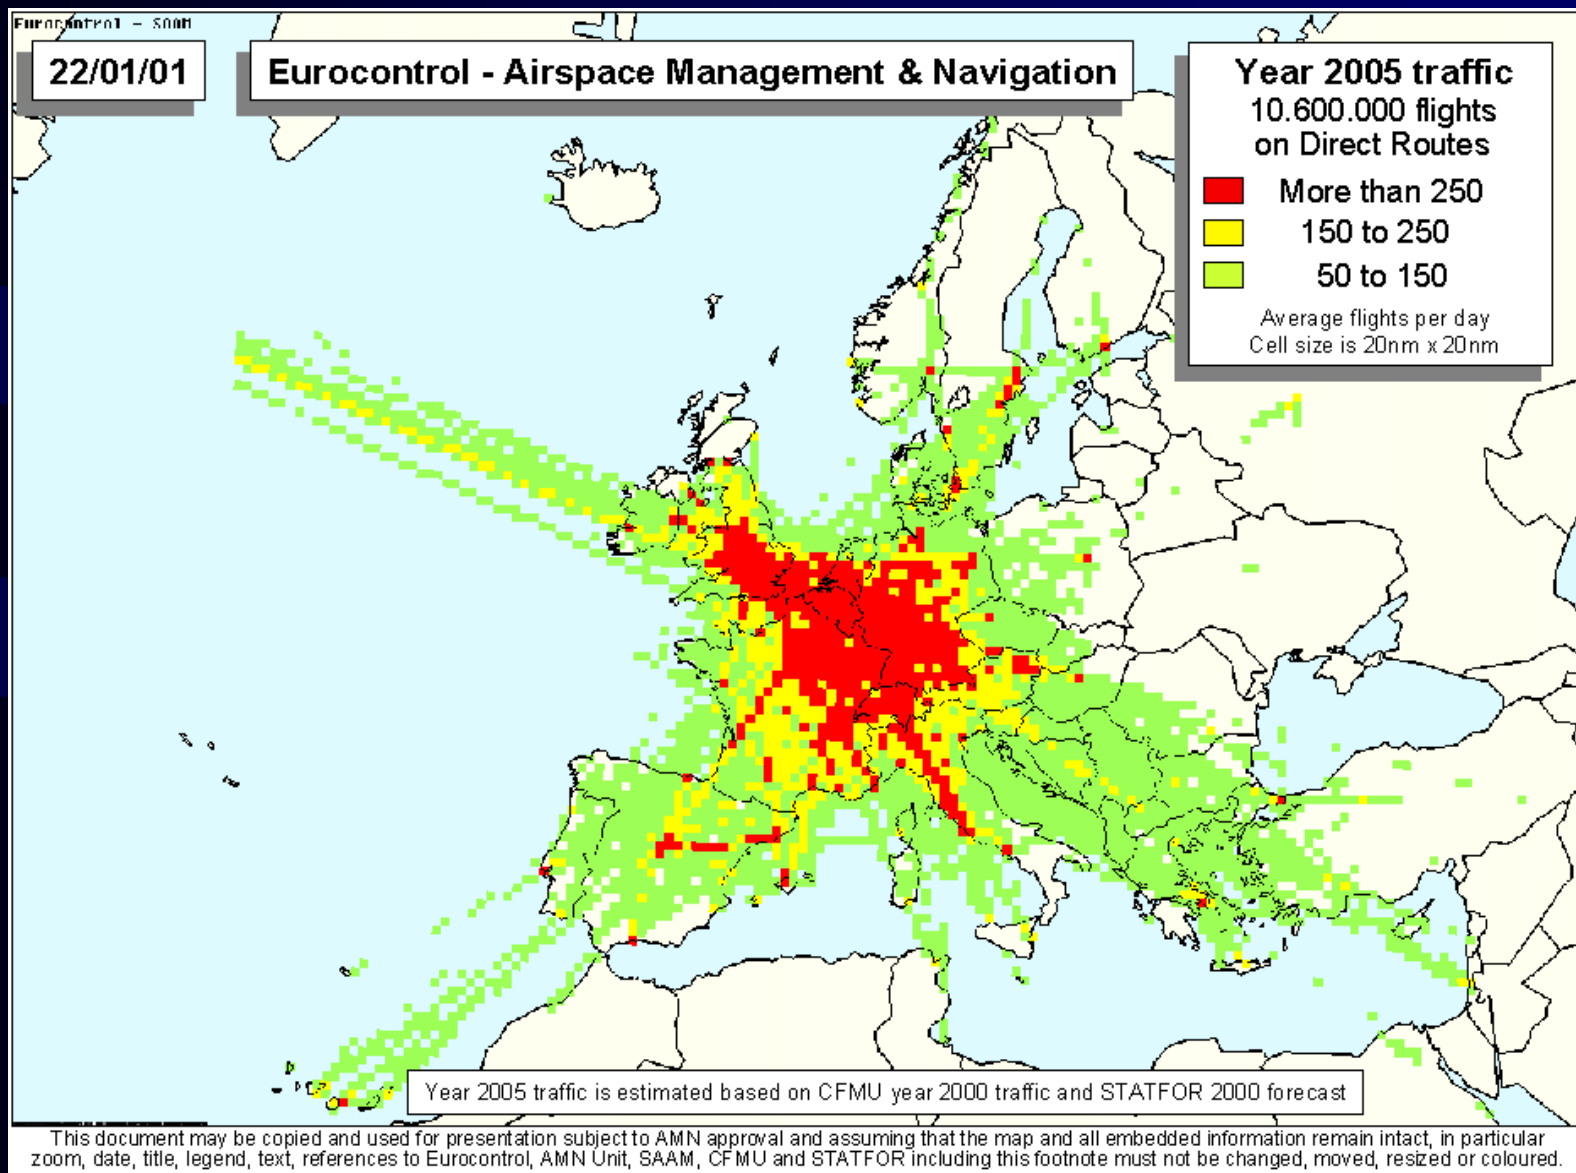 Eurocontrol - SAAM
22/01/01
Eurocontrol - Airspace Management & Navigation
Year 2005 traffic
10.600.000 flights
on Direct Routes
More than 250
150 to 250
50 to 150
Average flights per day
Cell size is 20nm x 20nm
Year 2005 traffic is estimated based on CFMU year 2000 traffic and STATFOR 2000 forecast
This document may be copied and used for presentation subject to AMN approval and assuming that the map and all embedded information remain intact, in particular
zoom, date, title, legend, text, references to Eurocontrol, AMN Unit, SAAM, CFMU and STATFOR including this footnote must not be changed, moved, resized or coloured.